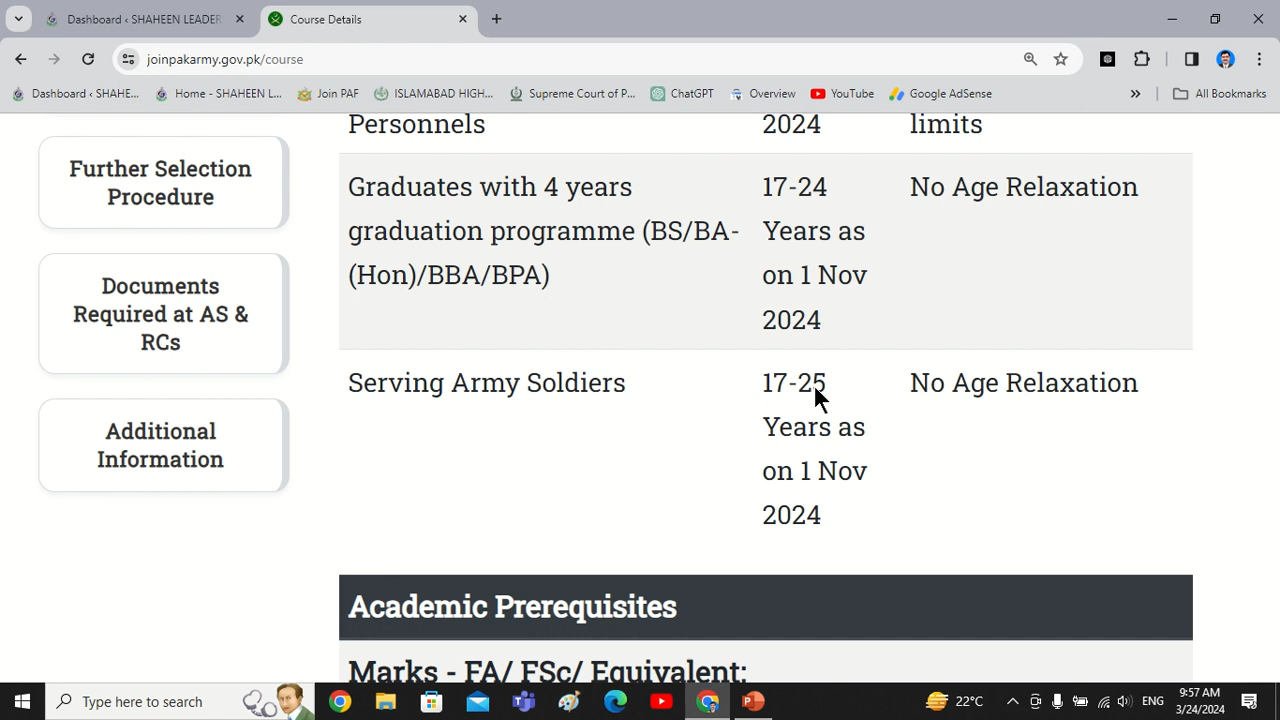 Dashboard ‹ SHAHEEN LEADER
Course Details
joinpakarmy.gov.pk/course
Dashboard ‹ SHAHE...
Home - SHAHEEN L...
Join PAF
ISLAMABAD HIGH...
Supreme Court of P...
ChatGPT
Overview
YouTube
Google AdSense
»
All Bookmarks
Further Selection
Procedure
Documents
Required at AS &
RCs
Additional
Information
Personnels
2024
limits
Graduates with 4 years
graduation programme (BS/BA-
(Hon)/BBA/BPA)
17-24
Years as
on 1 Nov
2024
No Age Relaxation
Serving Army Soldiers
17-25
Years as
on 1 Nov
2024
No Age Relaxation
Academic Prerequisites
Marks - FA/ FSc/ Equivalent:
Type here to search
22°C
ENG
9:57 AM
3/24/2024